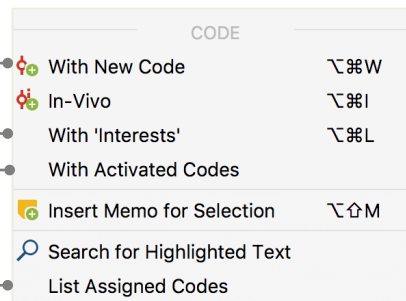 CODE
With New Code ⌥⌘W
In-Vivo ⌥⌘I
With 'Interests' ⌥⌘L
With Activated Codes
Insert Memo for Selection ⌥⇧M
Search for Highlighted Text
List Assigned Codes